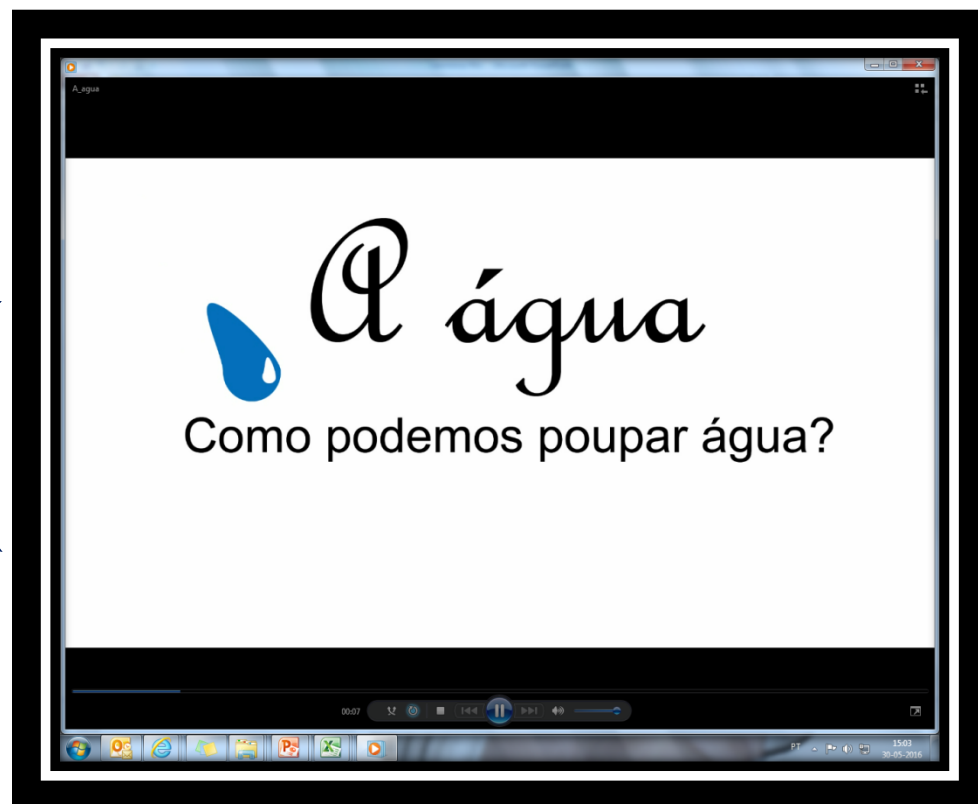 A_agua
A água
Como podemos poupar água?
00:07
PT
15:03
30-05-2016